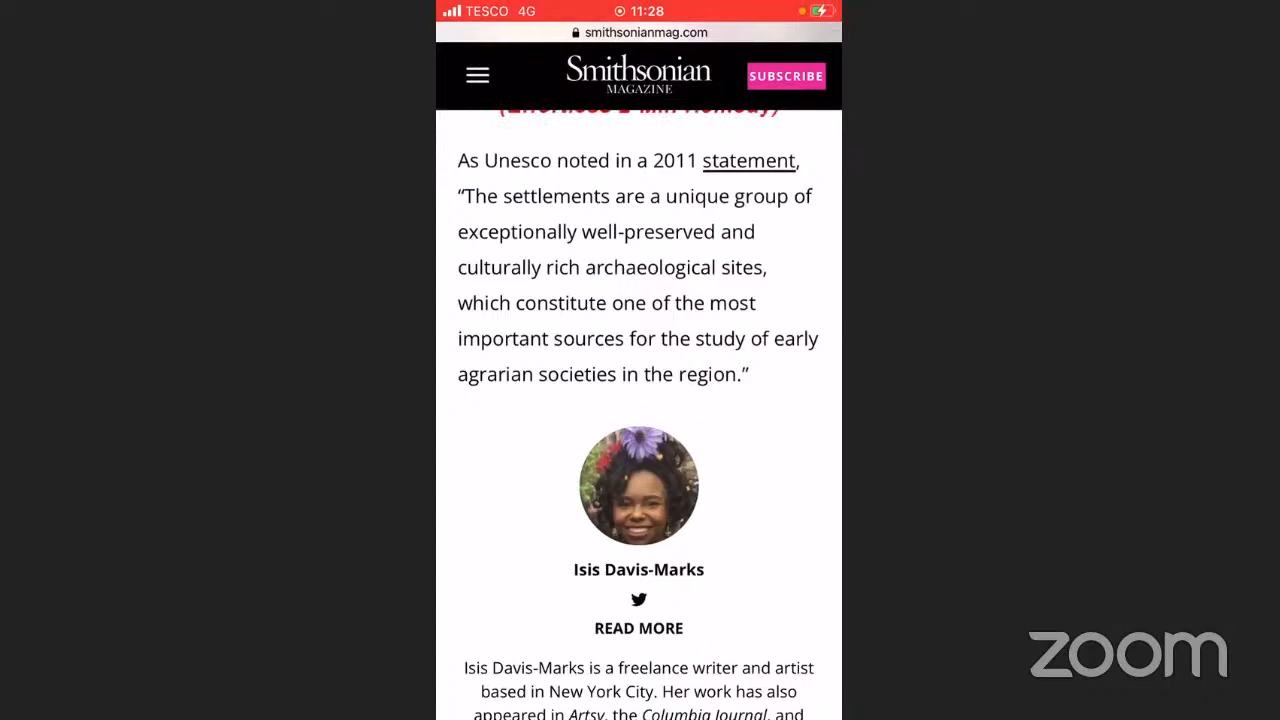 TESCO 4G 11:28
smithsonianmag.com
Smithsonian
MAGAZINE
SUBSCRIBE
As Unesco noted in a 2011 statement,
“The settlements are a unique group of
exceptionally well-preserved and
culturally rich archaeological sites,
which constitute one of the most
important sources for the study of early
agrarian societies in the region.”
Isis Davis-Marks
READ MORE
Isis Davis-Marks is a freelance writer and artist
based in New York City. Her work has also
appeared in Artsy, the Columbia Journal, and
zoom